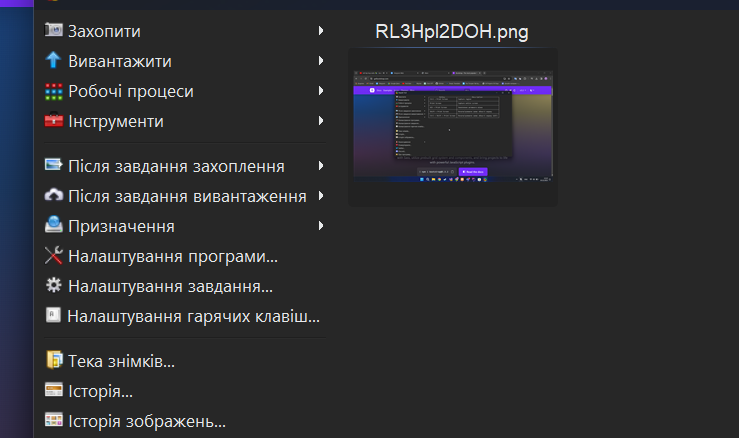 Захопити
Вивантажити
Робочі процеси
Інструменти
Після завдання захоплення
Після завдання вивантаження
Призначення
Налаштування програми...
Налаштування завдання...
Налаштування гарячих клавіш...
Тека знімків...
Історія...
Історія зображень...
RL3Hpl2DOH.png